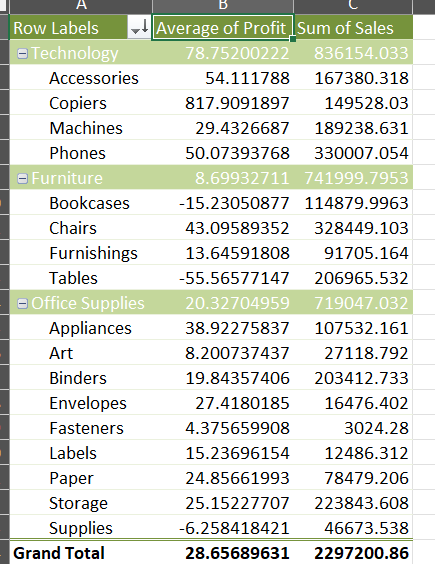 A B C
Row Labels Average of Profit Sum of Sales
Technology 78.75200222 836154.033
Accessories 54.111788 167380.318
Copiers 817.9091897 149528.03
Machines 29.4326687 189238.631
Phones 50.07393768 330007.054
Furniture 8.69932711 741999.7953
Bookcases -15.23050877 114879.9963
Chairs 43.09589352 328449.103
Furnishings 13.64591808 91705.164
Tables -55.56577147 206965.532
Office Supplies 20.32704959 719047.032
Appliances 38.92275837 107532.161
Art 8.200737437 27118.792
Binders 19.84357406 203412.733
Envelopes 27.4180185 16476.402
Fasteners 4.375659908 3024.28
Labels 15.23696154 12486.312
Paper 24.85661993 78479.206
Storage 25.15227707 223843.608
Supplies -6.258418421 46673.538
Grand Total 28.65689631 2297200.86